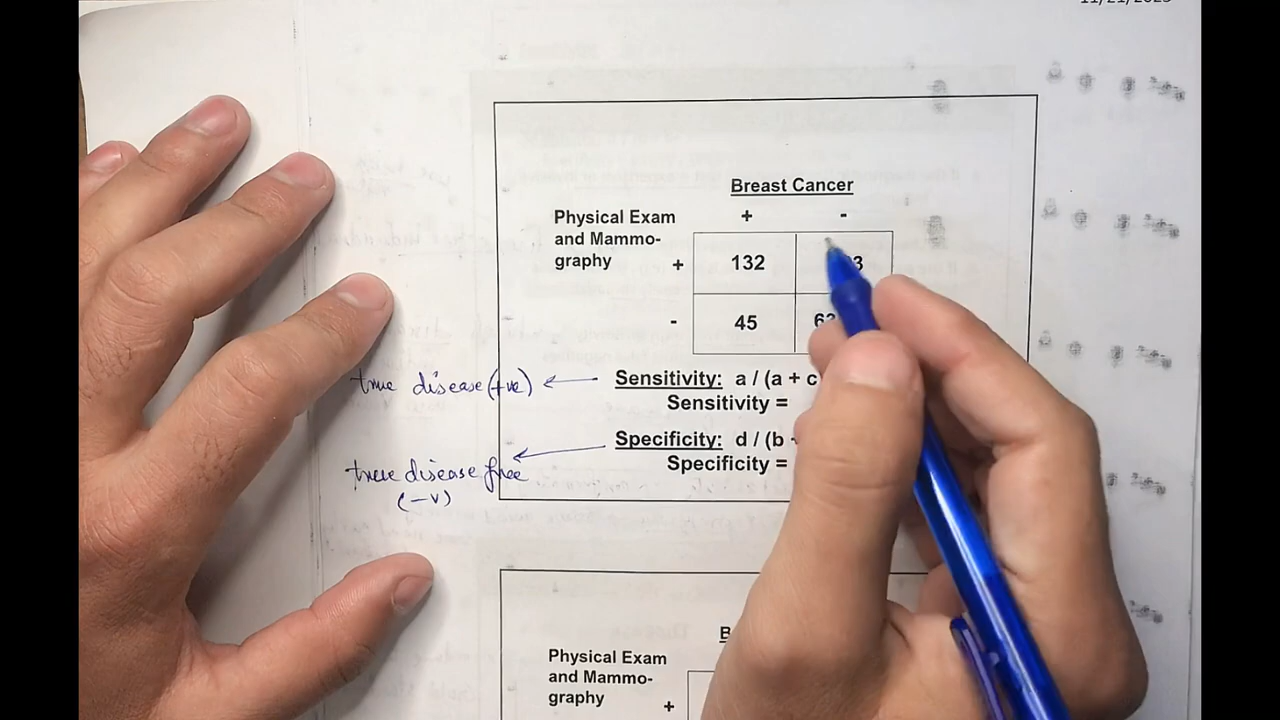 Breast Cancer
Physical Exam + -
and Mammo-
graphy + 132
- 45
true disease (+ve) ← Sensitivity: a / (a + c
Sensitivity =
← Specificity: d / (b
true disease free Specificity =
(-v)
Physical Exam
and Mammo-
graphy +